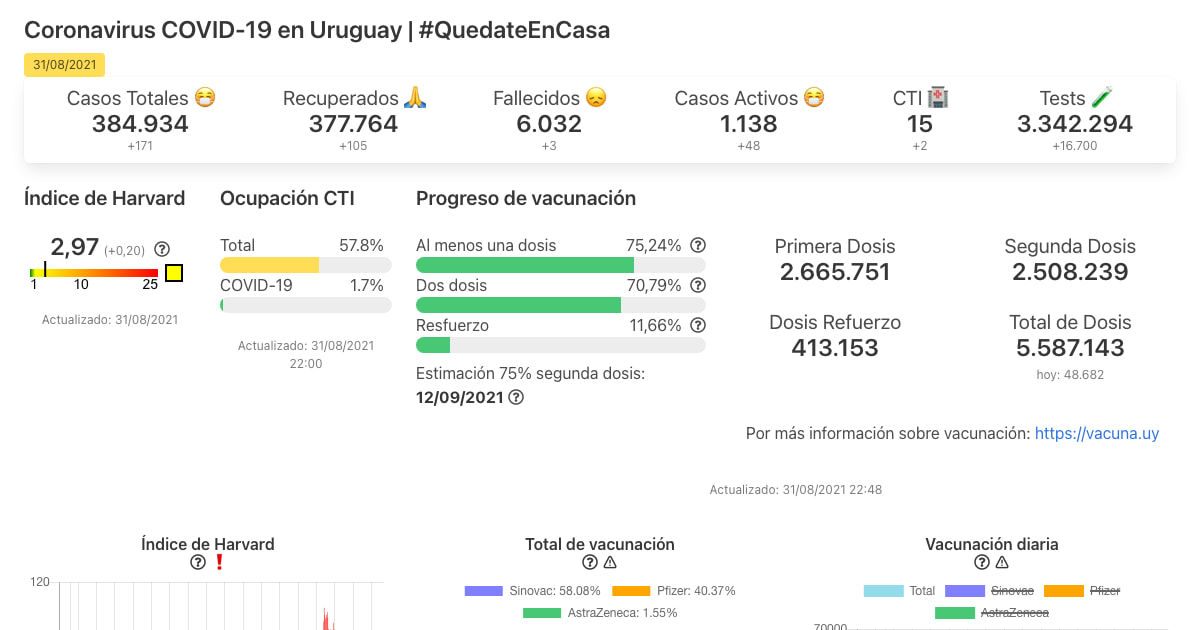 Coronavirus COVID-19 en Uruguay | #QuedateEnCasa
31/08/2021
Casos Totales 😷 Recuperados 🙏 Fallecidos 😞 Casos Activos 😷 CTI 🏥 Tests 🧪
384.934 377.764 6.032 1.138 15 3.342.294
+171 +105 +3 +48 +2 +16.700
Índice de Harvard
2,97 (+0,20)
1 10 25
Actualizado: 31/08/2021
Ocupación CTI
Total 57.8%
COVID-19 1.7%
Actualizado: 31/08/2021
22:00
Progreso de vacunación
Al menos una dosis 75,24%
Dos dosis 70,79%
Resfuerzo 11,66%
Estimación 75% segunda dosis:
12/09/2021
Primera Dosis Segunda Dosis
2.665.751 2.508.239
Dosis Refuerzo Total de Dosis
413.153 5.587.143
hoy: 48.682
Por más información sobre vacunación: https://vacuna.uy
Actualizado: 31/08/2021 22:48
Índice de Harvard
❗
120
Total de vacunación
Sinovac: 58.08% Pfizer: 40.37%
AstraZeneca: 1.55%
Vacunación diaria
Total Sinovac Pfizer
AstraZeneca
70000